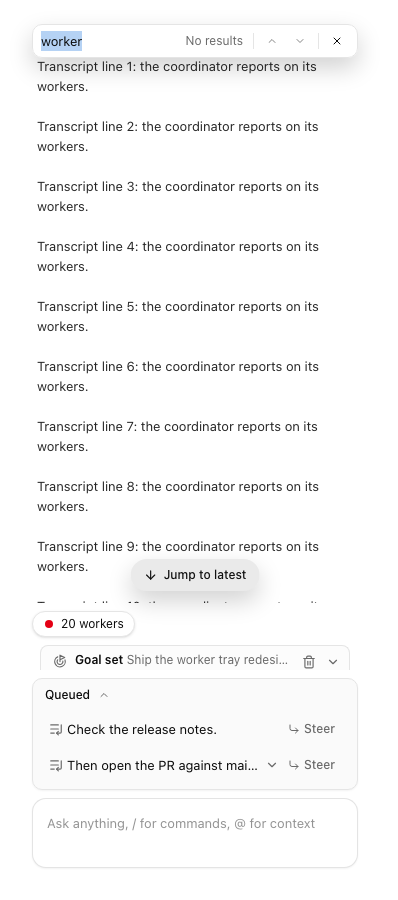 worker No results
Transcript line 1: the coordinator reports on its
workers.
Transcript line 2: the coordinator reports on its
workers.
Transcript line 3: the coordinator reports on its
workers.
Transcript line 4: the coordinator reports on its
workers.
Transcript line 5: the coordinator reports on its
workers.
Transcript line 6: the coordinator reports on its
workers.
Transcript line 7: the coordinator reports on its
workers.
Transcript line 8: the coordinator reports on its
workers.
Transcript line 9: the coordinator reports on its
workers.
Jump to latest
20 workers
Goal set Ship the worker tray redesi...
Queued
Check the release notes. Steer
Then open the PR against mai... Steer
Ask anything, / for commands, @ for context